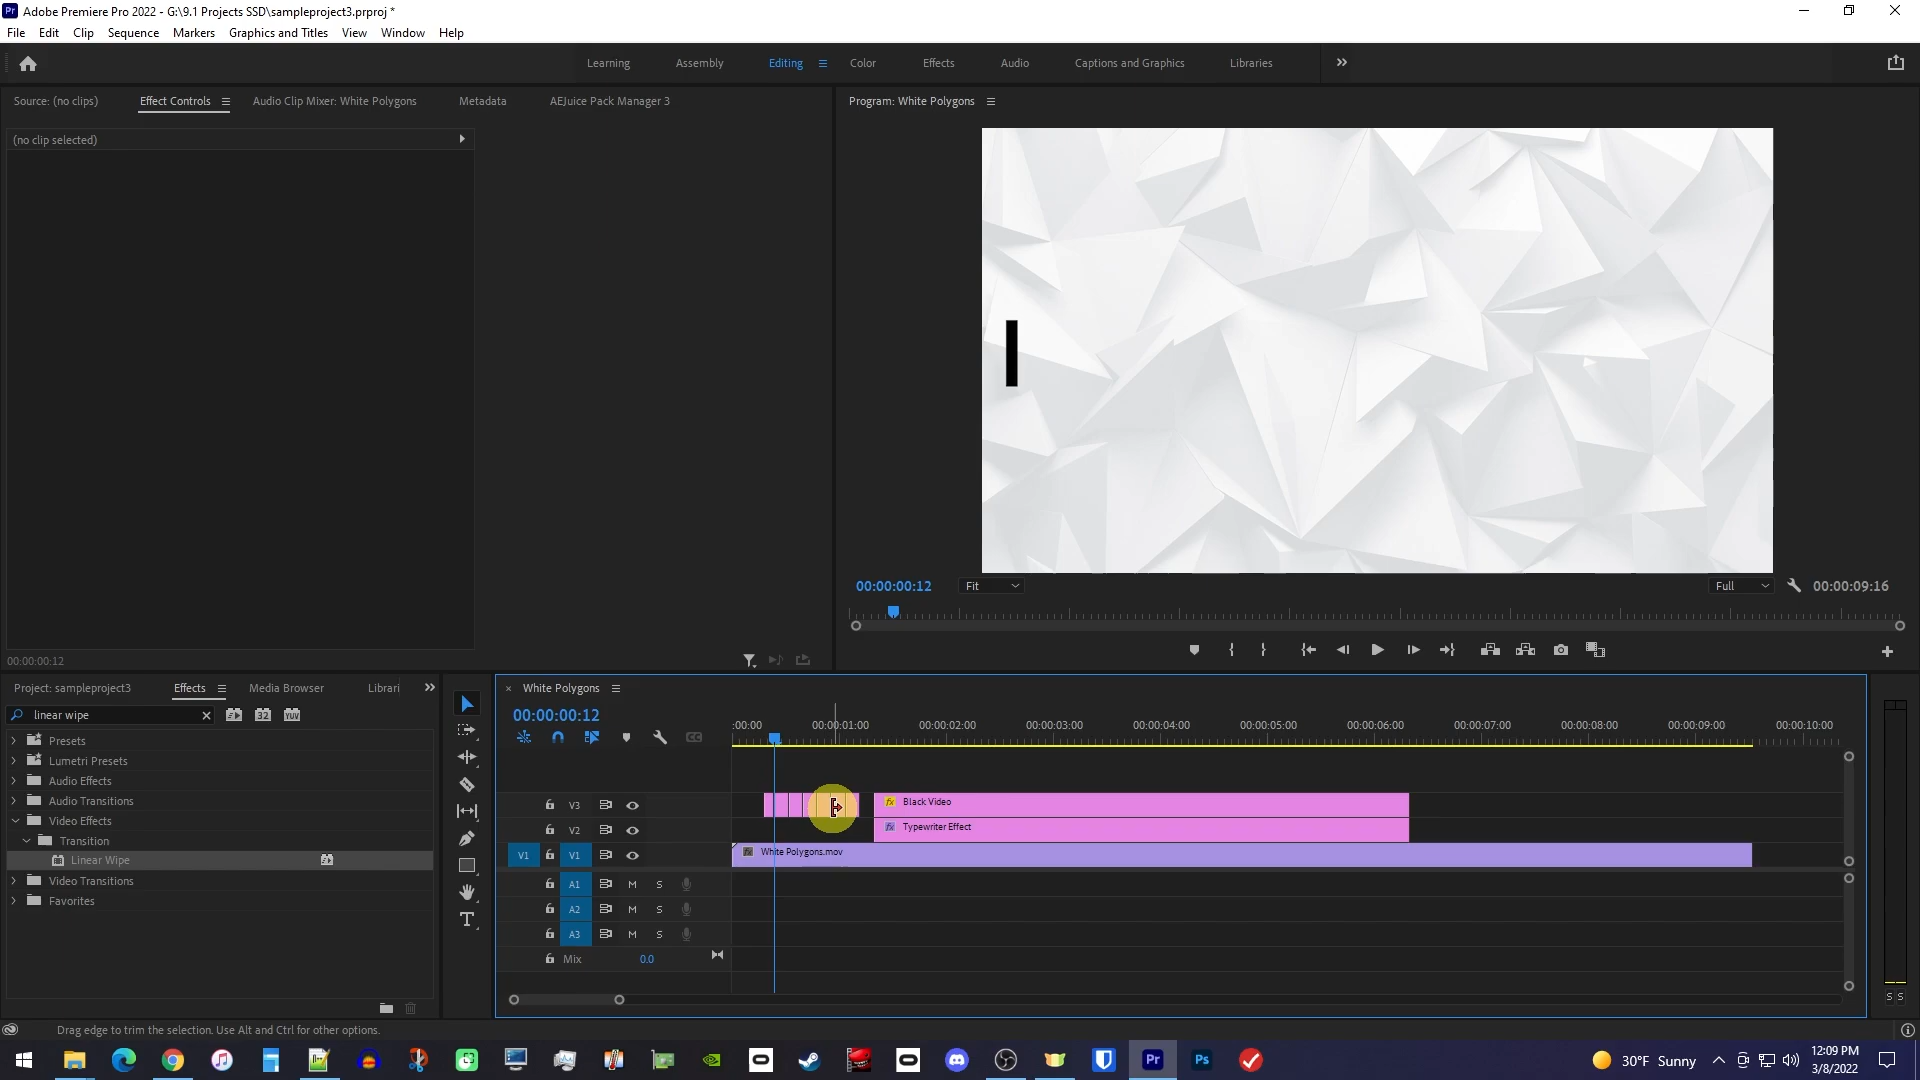 Adobe Premiere Pro 2022 - G:\9.1 Projects SSD\sampleproject3.prproj *
File Edit Clip Sequence Markers Graphics and Titles View Window Help
Learning Assembly Editing Color Effects Audio Captions and Graphics Libraries
Source: (no clips) Effect Controls Audio Clip Mixer: White Polygons Metadata AEJuice Pack Manager 3
Program: White Polygons
(no clip selected)
00:00:00:12 Fit Full 00:00:09:16
00:00:00:12
Project: sampleproject3 Effects Media Browser Librari
linear wipe
32 YUV
Presets
Lumetri Presets
Audio Effects
Audio Transitions
Video Effects
Transition
Linear Wipe
Video Transitions
Favorites
White Polygons
00:00:00:12
:00:00 00:00:01:00 00:00:02:00 00:00:03:00 00:00:04:00 00:00:05:00 00:00:06:00 00:00:07:00 00:00:08:00 00:00:09:00 00:00:10:00
V3 fx Black Video
V2 fx Typewriter Effect
V1 V1 White Polygons.mov
A1 M S
A2 M S
A3 M S
Mix 0.0
S S
Drag edge to trim the selection. Use Alt and Ctrl for other options.
Pr Ps
30°F Sunny
12:09 PM
3/8/2022